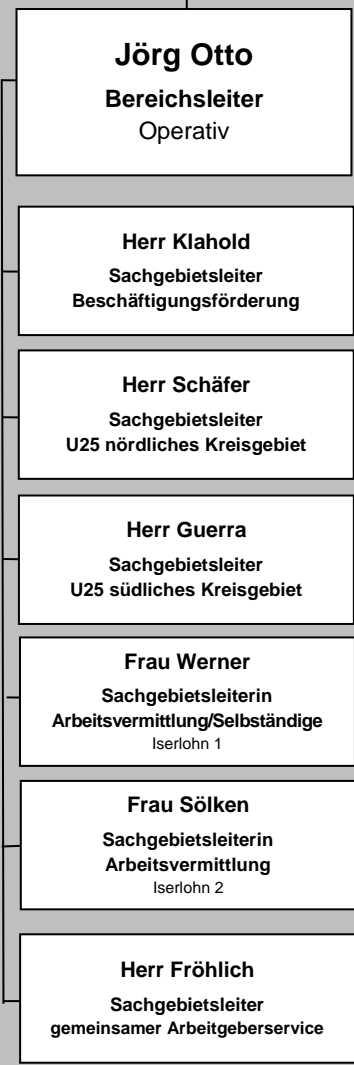 Jörg Otto
Bereichsleiter
Operativ
Herr Klahold
Sachgebietsleiter
Beschäftigungsförderung
Herr Schäfer
Sachgebietsleiter
U25 nördliches Kreisgebiet
Herr Guerra
Sachgebietsleiter
U25 südliches Kreisgebiet
Frau Werner
Sachgebietsleiterin
Arbeitsvermittlung/Selbständige
Iserlohn 1
Frau Sölken
Sachgebietsleiterin
Arbeitsvermittlung
Iserlohn 2
Herr Fröhlich
Sachgebietsleiter
gemeinsamer Arbeitgeberservice